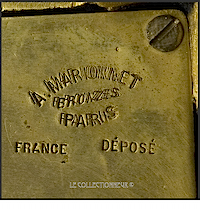 A. MARIONNET
BRONZES
PARIS
FRANCE DÉPOSÉ
LE COLLECTIONNEUR ©